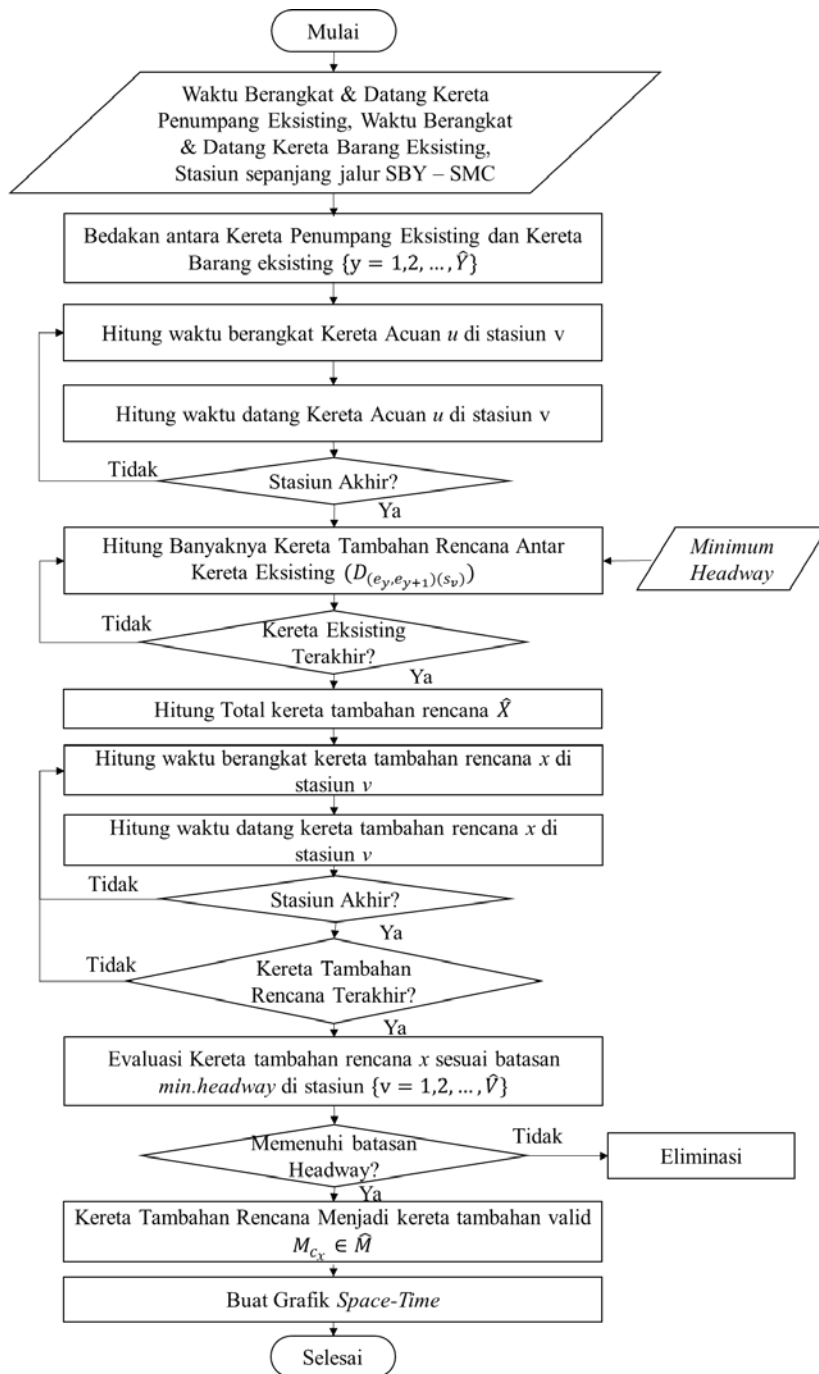 Mulai
Waktu Berangkat & Datang Kereta
Penumpang Eksisting, Waktu Berangkat
& Datang Kereta Barang Eksisting,
Stasiun sepanjang jalur SBY – SMC
Bedakan antara Kereta Penumpang Eksisting dan Kereta
Barang eksisting {y = 1,2, … , Ŷ}
Hitung waktu berangkat Kereta Acuan u di stasiun v
Hitung waktu datang Kereta Acuan u di stasiun v
Tidak
Stasiun Akhir?
Ya
Hitung Banyaknya Kereta Tambahan Rencana Antar
Kereta Eksisting (D_{(e_y,e_{y+1})(s_v)})
Minimum
Headway
Tidak
Kereta Eksisting
Terakhir?
Ya
Hitung Total kereta tambahan rencana X̂
Hitung waktu berangkat kereta tambahan rencana x di
stasiun v
Hitung waktu datang kereta tambahan rencana x di
stasiun v
Tidak
Stasiun Akhir?
Ya
Tidak
Kereta Tambahan
Rencana Terakhir?
Ya
Evaluasi Kereta tambahan rencana x sesuai batasan
min.headway di stasiun {v = 1,2, … , V̂}
Memenuhi batasan
Headway?
Tidak
Eliminasi
Ya
Kereta Tambahan Rencana Menjadi kereta tambahan valid
M_{c_x} ∈ M̂
Buat Grafik Space-Time
Selesai